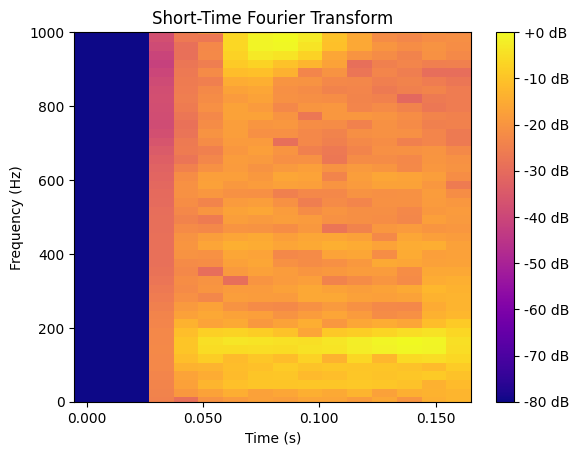 Short-Time Fourier Transform
1000
800
600
400
200
0
Frequency (Hz)
0.000
0.050
0.100
0.150
Time (s)
+0 dB
-10 dB
-20 dB
-30 dB
-40 dB
-50 dB
-60 dB
-70 dB
-80 dB